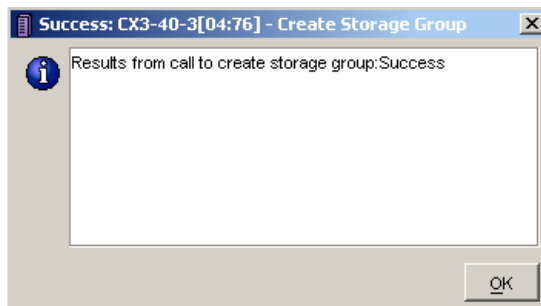 Success: CX3-40-3[04:76] - Create Storage Group
Results from call to create storage group:Success
OK